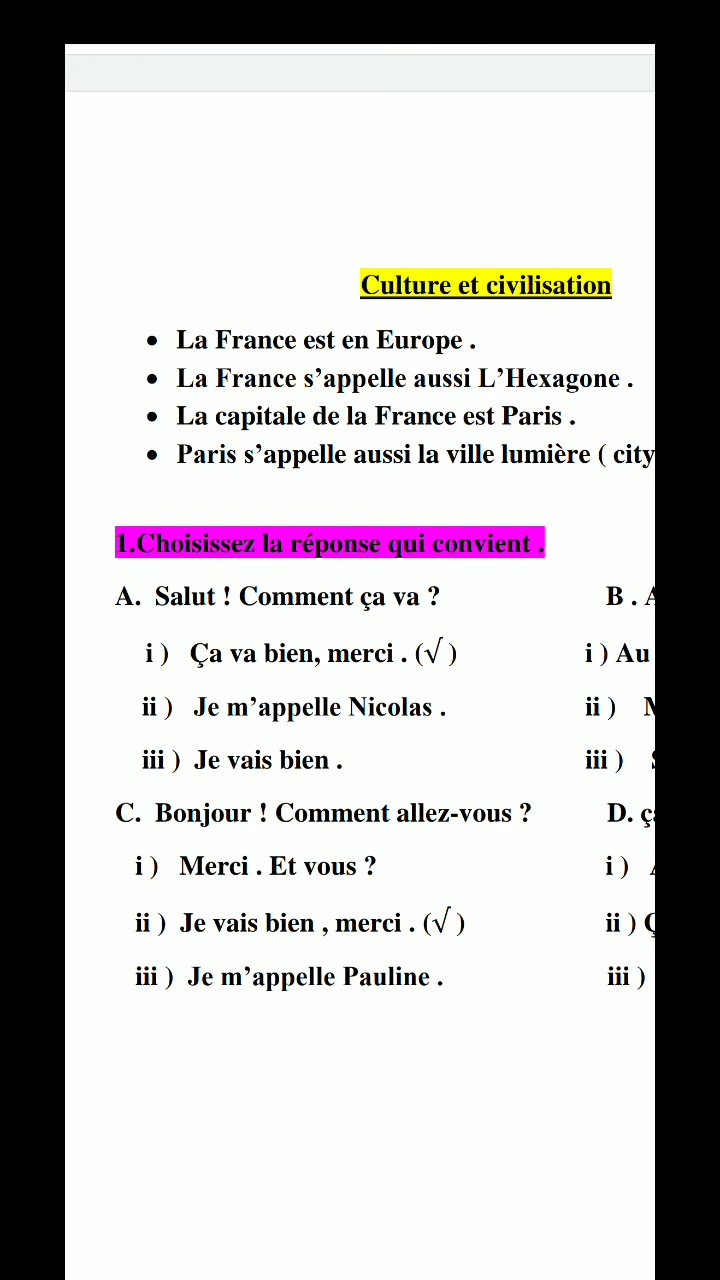 Culture et civilisation
• La France est en Europe .
• La France s’appelle aussi L’Hexagone .
• La capitale de la France est Paris .
• Paris s’appelle aussi la ville lumière ( city
1.Choisissez la réponse qui convient .
A. Salut ! Comment ça va ? B .
i ) Ça va bien, merci . (√ ) i ) Au
ii ) Je m’appelle Nicolas . ii )
iii ) Je vais bien . iii )
C. Bonjour ! Comment allez-vous ? D.
i ) Merci . Et vous ? i )
ii ) Je vais bien , merci . (√ ) ii )
iii ) Je m’appelle Pauline . iii )